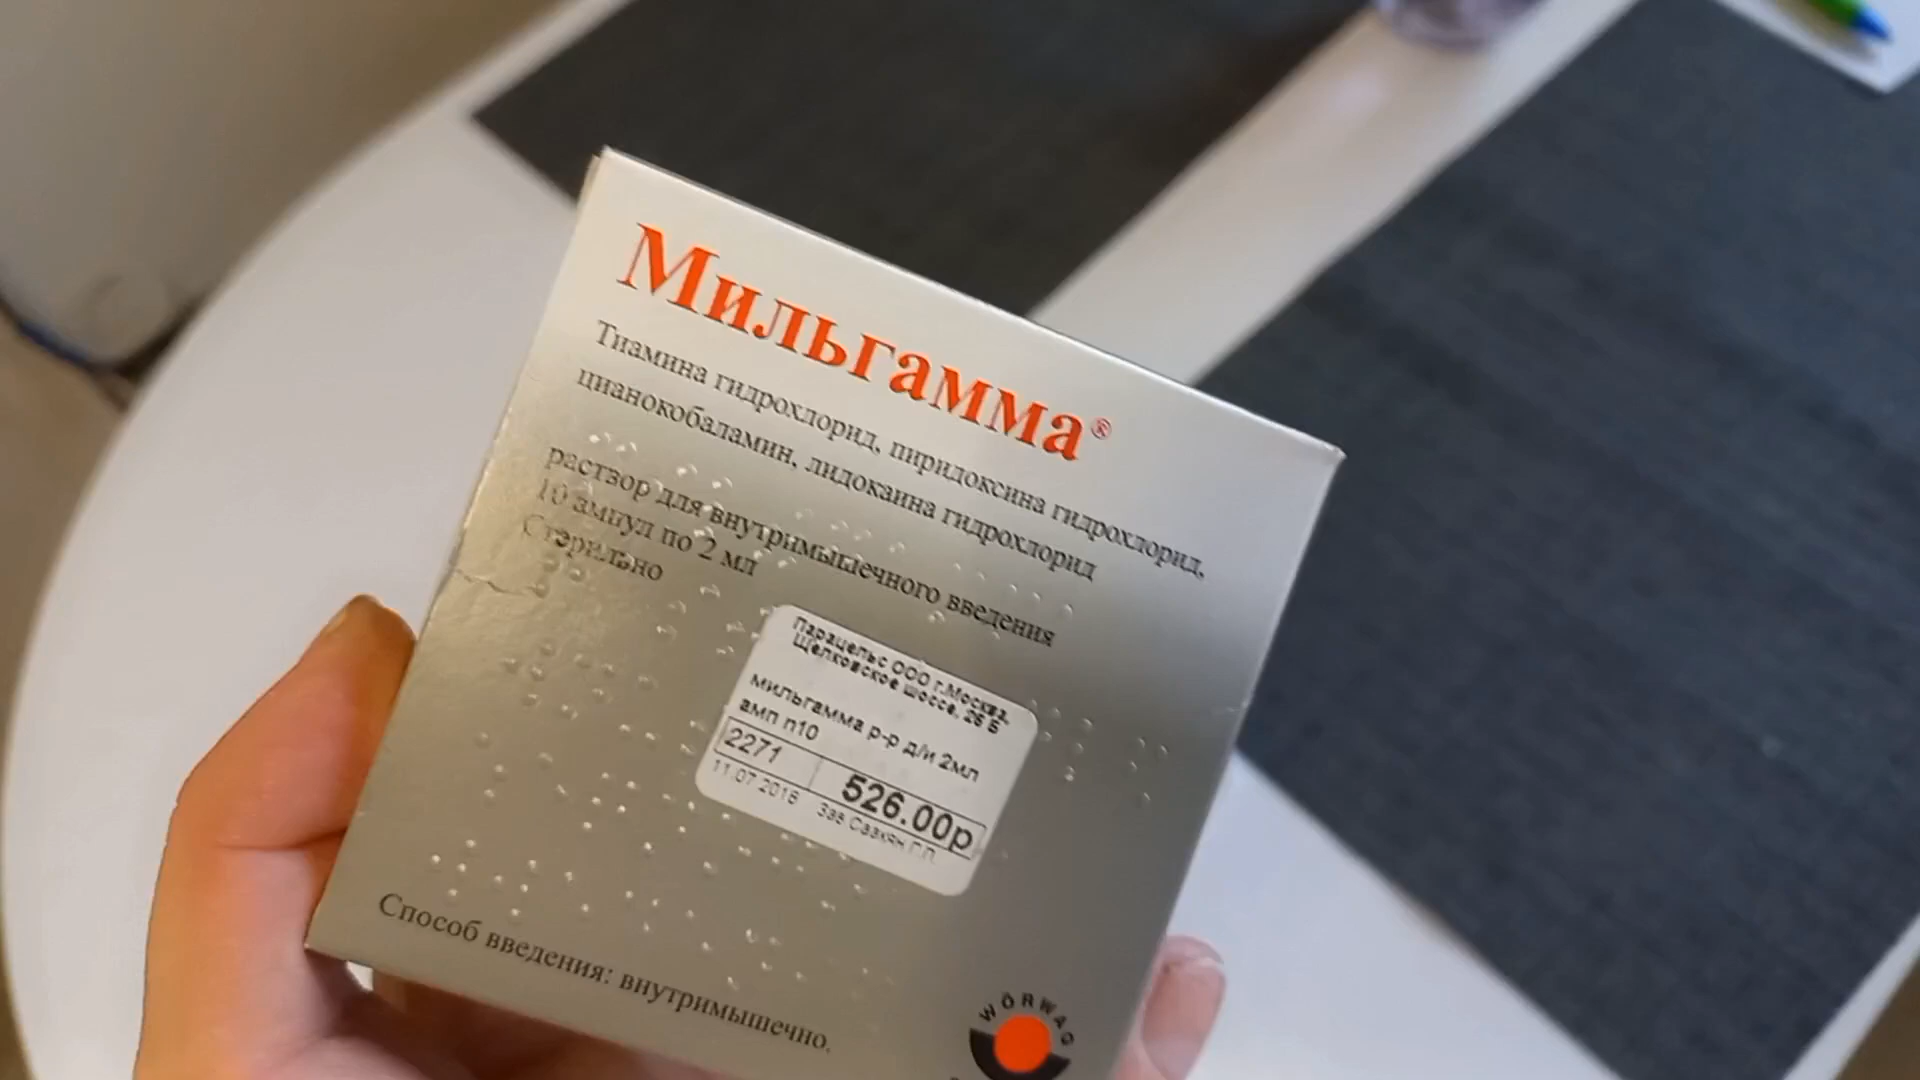 Мильгамма®
Тиамина гидрохлорид, пиридоксина гидрохлорид,
цианокобаламин, лидокаина гидрохлорид
раствор для внутримышечного введения
10 ампул по 2 мл
Стерильно
Парацельс ООО г.Москва,
Щелковское шоссе, 26 Б
мильгамма р-р д/и 2мл
амп n10
2271
526.00р
11.07.2018
Зав Саакян Г.П.
Способ введения: внутримышечно.
WÖRWAG